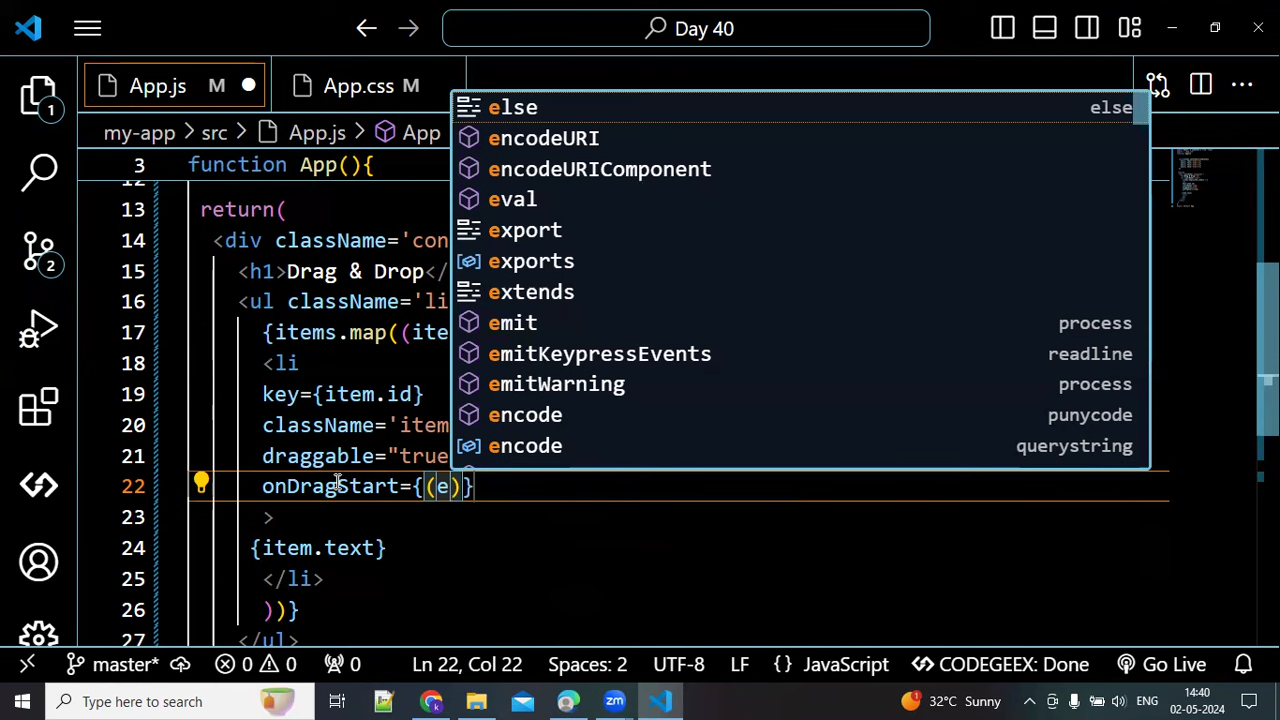 Day 40
App.js M
App.css M
my-app > src > App.js > App
3 function App(){
12
13 return(
14 <div className='con
15 <h1>Drag & Drop</
16 <ul className='li
17 {items.map((ite
18 <li
19 key={item.id}
20 className='item
21 draggable="true
22 onDragStart={(e)}
23 >
24 {item.text}
25 </li>
26 ))}
27 </ul>
else else
encodeURI
encodeURIComponent
eval
export
exports
extends
emit process
emitKeypressEvents readline
emitWarning process
encode punycode
encode querystring
1
2
master* 0 0 0 Ln 22, Col 22 Spaces: 2 UTF-8 LF {} JavaScript CODEGEEX: Done Go Live
Type here to search
zm
32°C Sunny
ENG
14:40
02-05-2024